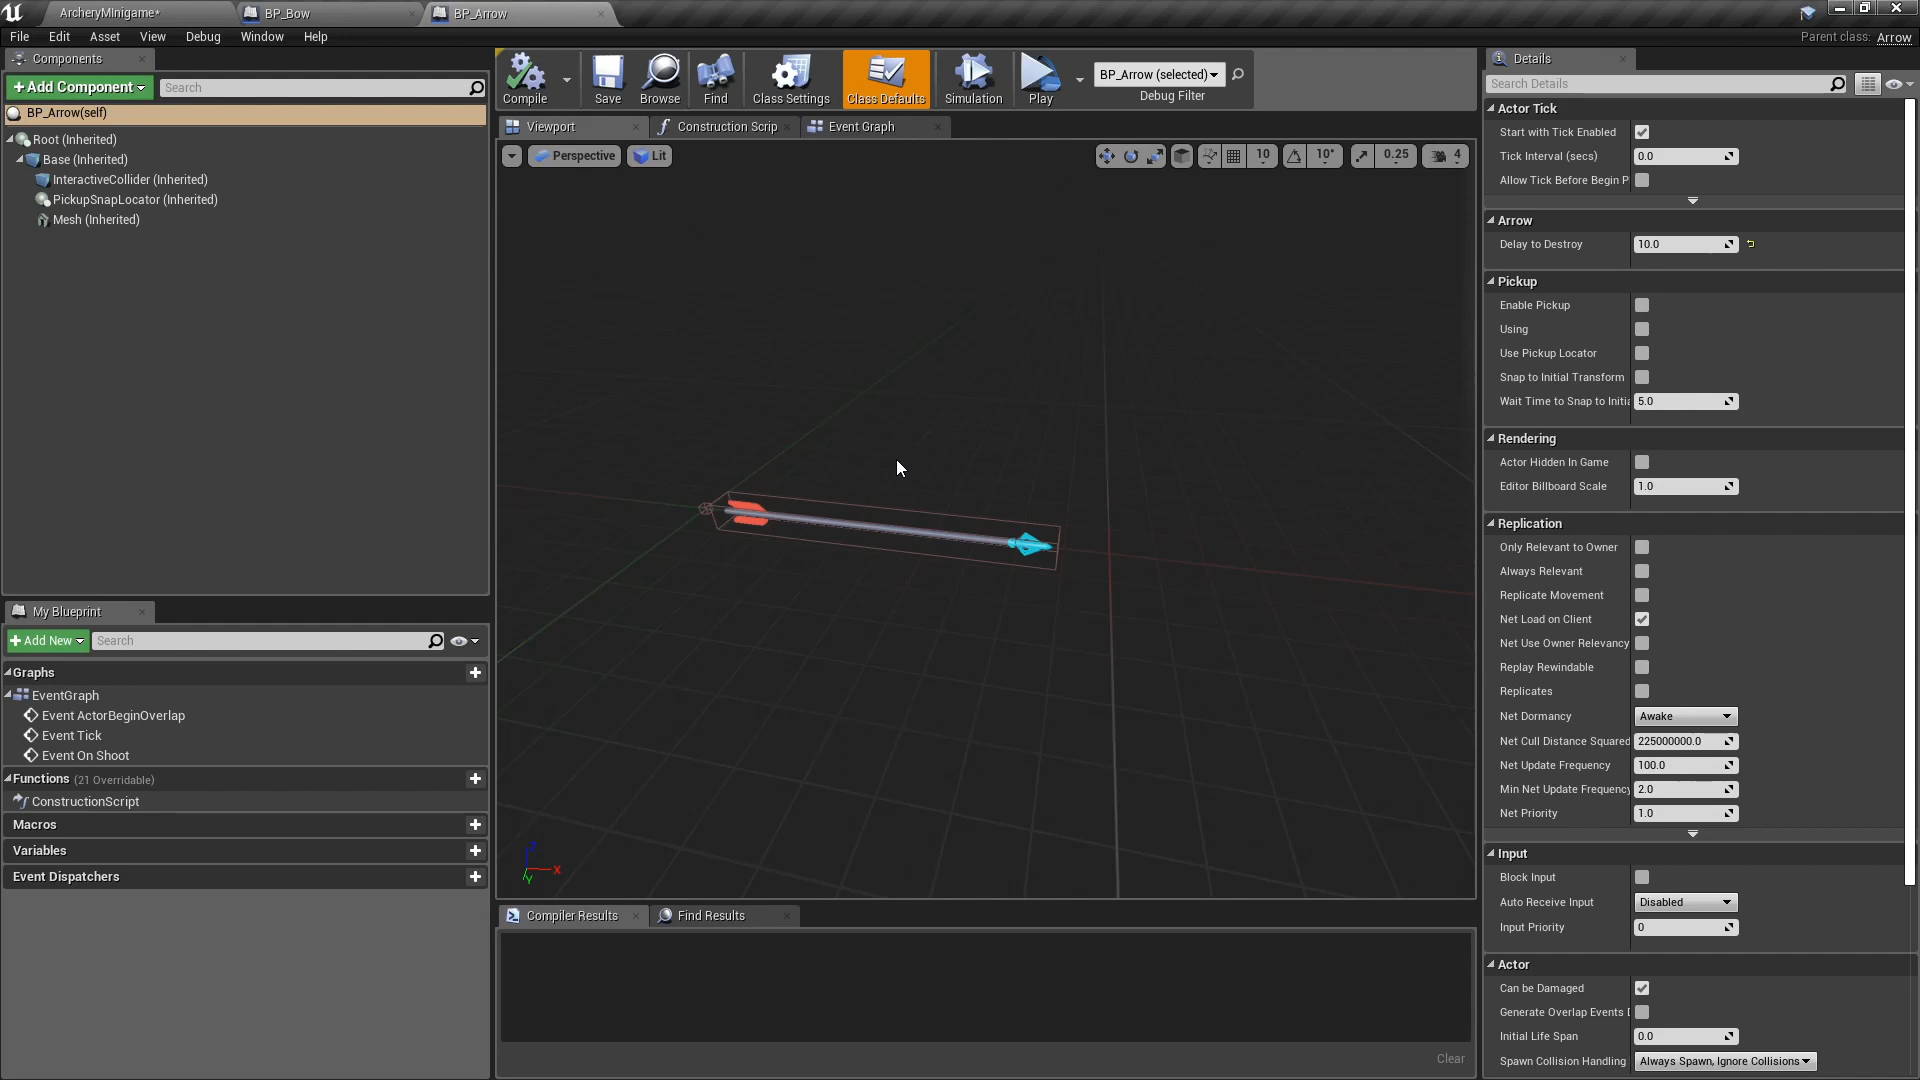 ArcheryMInigame*
BP_Bow
BP_Arrow
File Edit Asset View Debug Window Help
Parent class: Arrow
Components
+Add Component
Search
BP_Arrow(self)
Root (Inherited)
Base (Inherited)
InteractiveCollider (Inherited)
PickupSnapLocator (Inherited)
Mesh (Inherited)
My Blueprint
+Add New
Search
Graphs
EventGraph
Event ActorBeginOverlap
Event Tick
Event On Shoot
Functions (21 Overridable)
ConstructionScript
Macros
Variables
Event Dispatchers
Compile
Save
Browse
Find
Class Settings
Class Defaults
Simulation
Play
BP_Arrow (selected)
Debug Filter
Viewport
Construction Scrip
Event Graph
Perspective
Lit
10
10°
0.25
4
Z
X
Y
Compiler Results
Find Results
Clear
Details
Search Details
Actor Tick
Start with Tick Enabled
Tick Interval (secs) 0.0
Allow Tick Before Begin P
Arrow
Delay to Destroy 10.0
Pickup
Enable Pickup
Using
Use Pickup Locator
Snap to Initial Transform
Wait Time to Snap to Initia 5.0
Rendering
Actor Hidden In Game
Editor Billboard Scale 1.0
Replication
Only Relevant to Owner
Always Relevant
Replicate Movement
Net Load on Client
Net Use Owner Relevancy
Replay Rewindable
Replicates
Net Dormancy Awake
Net Cull Distance Squared 225000000.0
Net Update Frequency 100.0
Min Net Update Frequency 2.0
Net Priority 1.0
Input
Block Input
Auto Receive Input Disabled
Input Priority 0
Actor
Can be Damaged
Generate Overlap Events D
Initial Life Span 0.0
Spawn Collision Handling Always Spawn, Ignore Collisions